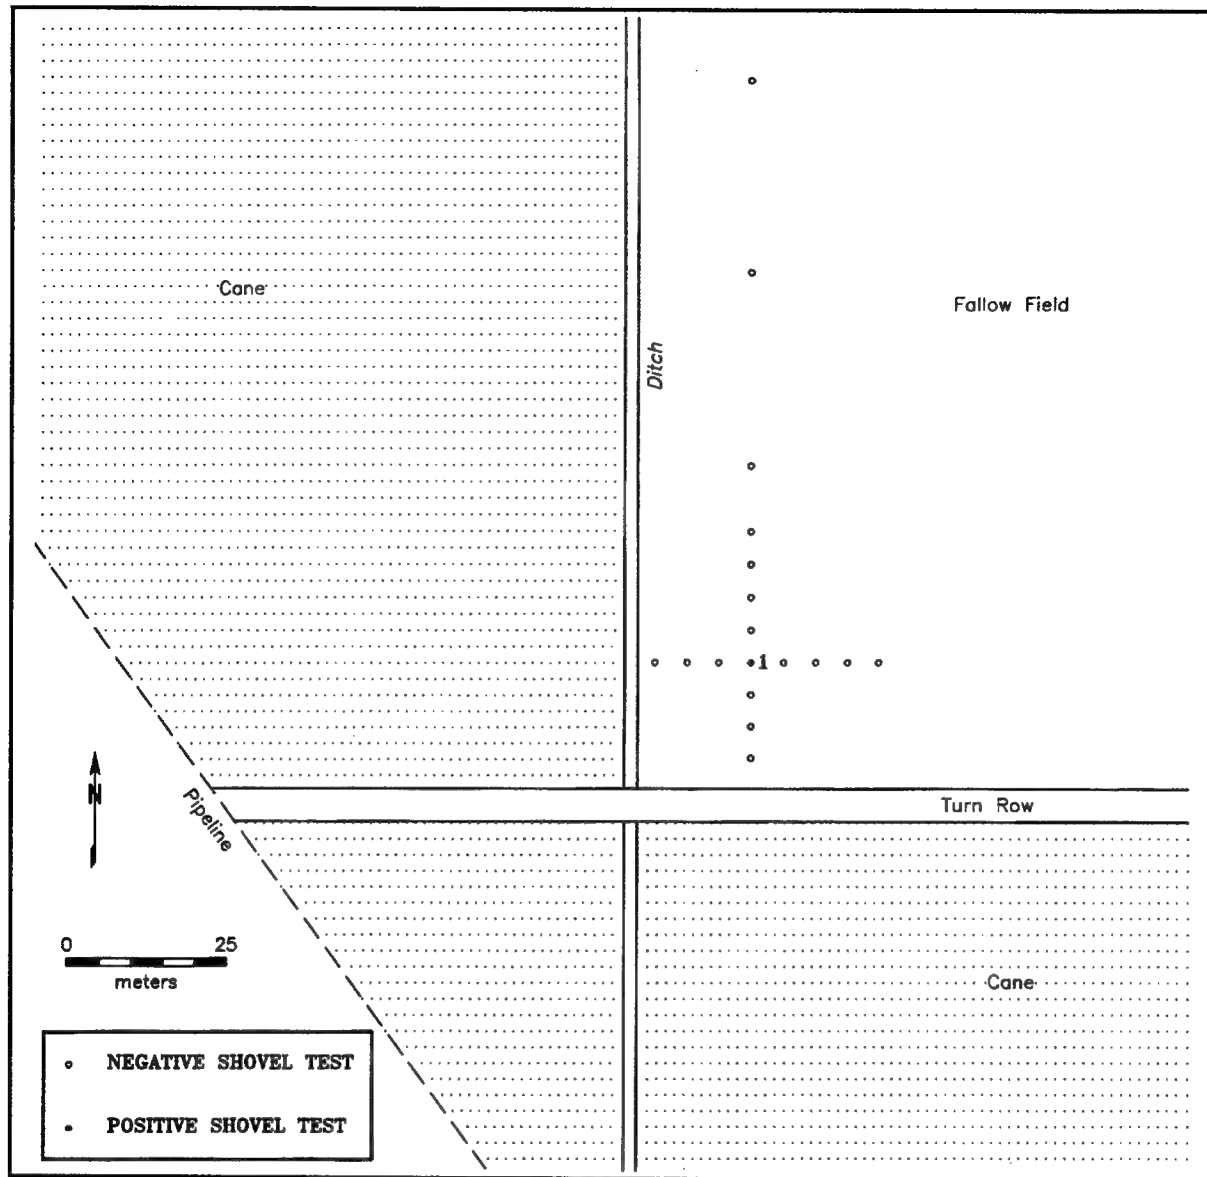 Cane
Fallow Field
Ditch
1
Turn Row
Pipeline
N
0 25
meters
Cane
NEGATIVE SHOVEL TEST
POSITIVE SHOVEL TEST